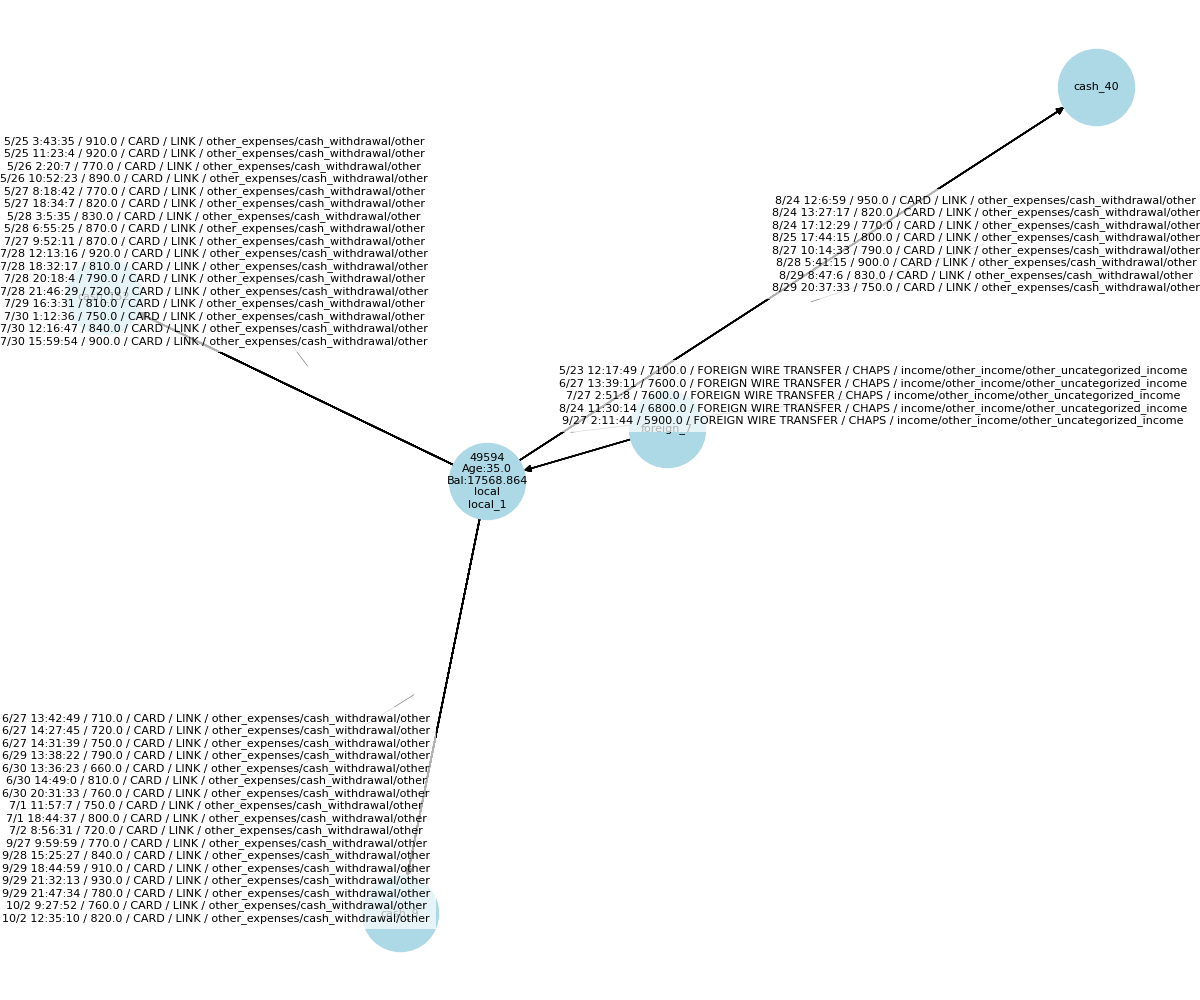 cash_40
5/25 3:43:35 / 910.0 / CARD / LINK / other_expenses/cash_withdrawal/other
5/25 11:23:4 / 920.0 / CARD / LINK / other_expenses/cash_withdrawal/other
5/26 2:20:7 / 770.0 / CARD / LINK / other_expenses/cash_withdrawal/other
5/26 10:52:23 / 890.0 / CARD / LINK / other_expenses/cash_withdrawal/other
5/27 8:18:42 / 770.0 / CARD / LINK / other_expenses/cash_withdrawal/other
5/27 18:34:7 / 820.0 / CARD / LINK / other_expenses/cash_withdrawal/other
5/28 3:5:35 / 830.0 / CARD / LINK / other_expenses/cash_withdrawal/other
5/28 6:55:25 / 870.0 / CARD / LINK / other_expenses/cash_withdrawal/other
7/27 9:52:11 / 870.0 / CARD / LINK / other_expenses/cash_withdrawal/other
7/28 12:13:16 / 920.0 / CARD / LINK / other_expenses/cash_withdrawal/other
7/28 18:32:17 / 810.0 / CARD / LINK / other_expenses/cash_withdrawal/other
7/28 20:18:4 / 790.0 / CARD / LINK / other_expenses/cash_withdrawal/other
7/28 21:46:29 / 720.0 / CARD / LINK / other_expenses/cash_withdrawal/other
7/29 16:3:31 / 810.0 / CARD / LINK / other_expenses/cash_withdrawal/other
7/30 1:12:36 / 750.0 / CARD / LINK / other_expenses/cash_withdrawal/other
7/30 12:16:47 / 840.0 / CARD / LINK / other_expenses/cash_withdrawal/other
7/30 15:59:54 / 900.0 / CARD / LINK / other_expenses/cash_withdrawal/other
8/24 12:6:59 / 950.0 / CARD / LINK / other_expenses/cash_withdrawal/other
8/24 13:27:17 / 820.0 / CARD / LINK / other_expenses/cash_withdrawal/other
8/24 17:12:29 / 770.0 / CARD / LINK / other_expenses/cash_withdrawal/other
8/25 17:44:15 / 800.0 / CARD / LINK / other_expenses/cash_withdrawal/other
8/27 10:14:33 / 790.0 / CARD / LINK / other_expenses/cash_withdrawal/other
8/28 5:41:15 / 900.0 / CARD / LINK / other_expenses/cash_withdrawal/other
8/29 8:47:6 / 830.0 / CARD / LINK / other_expenses/cash_withdrawal/other
8/29 20:37:33 / 750.0 / CARD / LINK / other_expenses/cash_withdrawal/other
5/23 12:17:49 / 7100.0 / FOREIGN WIRE TRANSFER / CHAPS / income/other_income/other_uncategorized_income
6/27 13:39:11 / 7600.0 / FOREIGN WIRE TRANSFER / CHAPS / income/other_income/other_uncategorized_income
7/27 2:51:8 / 7600.0 / FOREIGN WIRE TRANSFER / CHAPS / income/other_income/other_uncategorized_income
8/24 11:30:14 / 6800.0 / FOREIGN WIRE TRANSFER / CHAPS / income/other_income/other_uncategorized_income
9/27 2:11:44 / 5900.0 / FOREIGN WIRE TRANSFER / CHAPS / income/other_income/other_uncategorized_income
49594
Age:35.0
Bal:17568.864
local
local_1
6/27 13:42:49 / 710.0 / CARD / LINK / other_expenses/cash_withdrawal/other
6/27 14:27:45 / 720.0 / CARD / LINK / other_expenses/cash_withdrawal/other
6/27 14:31:39 / 750.0 / CARD / LINK / other_expenses/cash_withdrawal/other
6/29 13:38:22 / 790.0 / CARD / LINK / other_expenses/cash_withdrawal/other
6/30 13:36:23 / 660.0 / CARD / LINK / other_expenses/cash_withdrawal/other
6/30 14:49:0 / 810.0 / CARD / LINK / other_expenses/cash_withdrawal/other
6/30 20:31:33 / 760.0 / CARD / LINK / other_expenses/cash_withdrawal/other
7/1 11:57:7 / 750.0 / CARD / LINK / other_expenses/cash_withdrawal/other
7/1 18:44:37 / 800.0 / CARD / LINK / other_expenses/cash_withdrawal/other
7/2 8:56:31 / 720.0 / CARD / LINK / other_expenses/cash_withdrawal/other
9/27 9:59:59 / 770.0 / CARD / LINK / other_expenses/cash_withdrawal/other
9/28 15:25:27 / 840.0 / CARD / LINK / other_expenses/cash_withdrawal/other
9/29 18:44:59 / 910.0 / CARD / LINK / other_expenses/cash_withdrawal/other
9/29 21:32:13 / 930.0 / CARD / LINK / other_expenses/cash_withdrawal/other
9/29 21:47:34 / 780.0 / CARD / LINK / other_expenses/cash_withdrawal/other
10/2 9:27:52 / 760.0 / CARD / LINK / other_expenses/cash_withdrawal/other
10/2 12:35:10 / 820.0 / CARD / LINK / other_expenses/cash_withdrawal/other